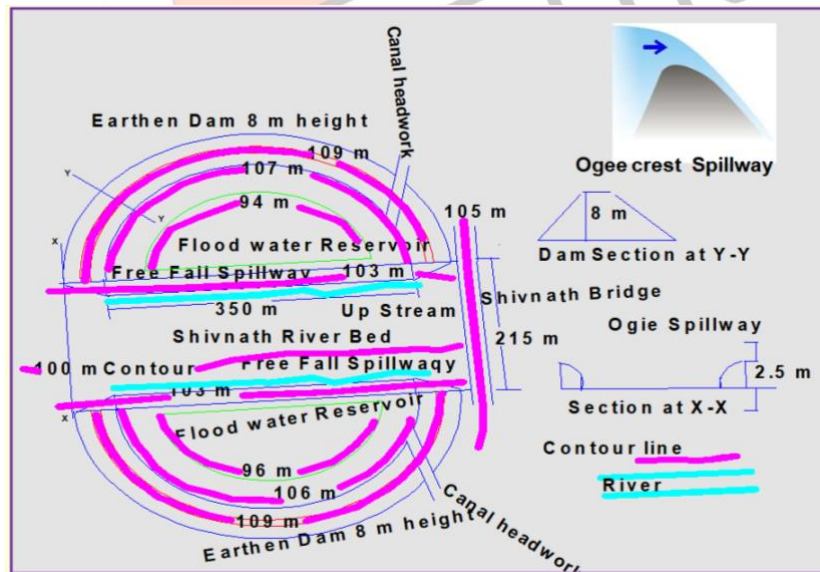 Canal headwork
Earthen Dam 8 m height
109 m
107 m
Y
Y
94 m
X
Flood water Reservoir
Free Fall Spillway
103 m
350 m
Up Stream
Shivnath River Bed
100 m Contour
Free Fall Spillwaqy
103 m
X
Flood water Reservoir
96 m
106 m
109 m
Earthen Dam 8 m height
Canal headwork
105 m
Shivnath Bridge
215 m
Ogee crest Spillway
8 m
Dam Section at Y-Y
Ogie Spillway
2.5 m
Section at X-X
Contour line
River